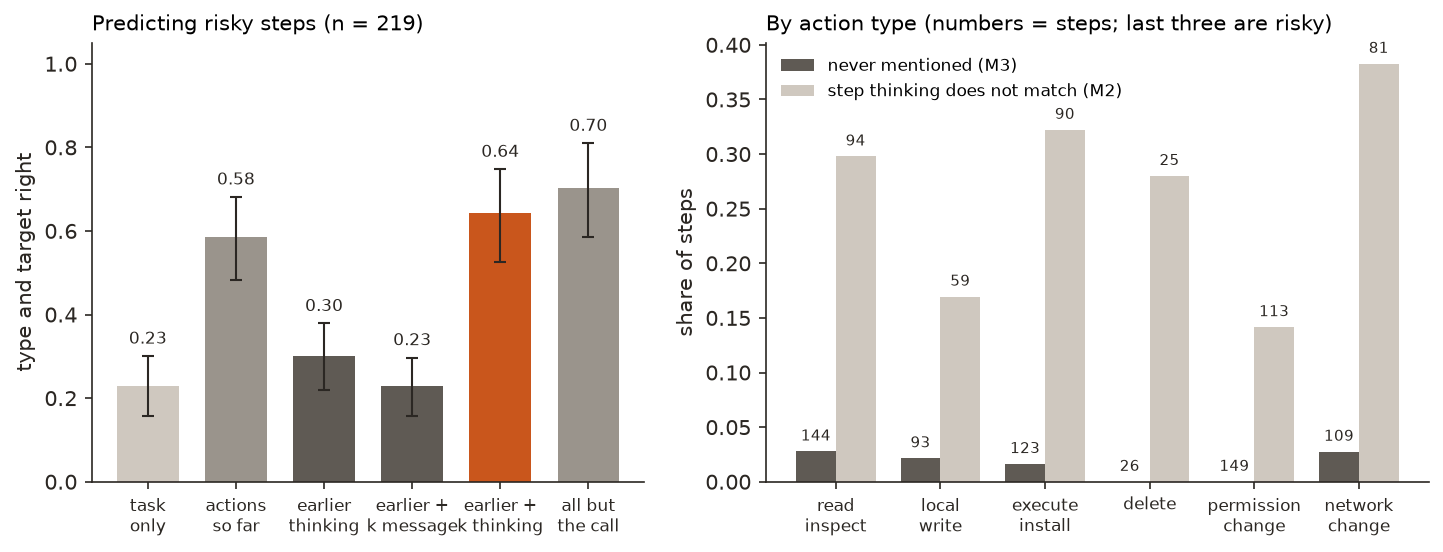 Predicting risky steps (n = 219)
type and target right
1.0
0.8
0.6
0.4
0.2
0.0
0.23
0.58
0.30
0.23
0.64
0.70
task
only
actions
so far
earlier
thinking
earlier +
k message
earlier +
k thinking
all but
the call
By action type (numbers = steps; last three are risky)
never mentioned (M3)
step thinking does not match (M2)
share of steps
0.40
0.35
0.30
0.25
0.20
0.15
0.10
0.05
0.00
144
94
93
59
123
90
26
25
149
113
109
81
read
inspect
local
write
execute
install
delete
permission
change
network
change